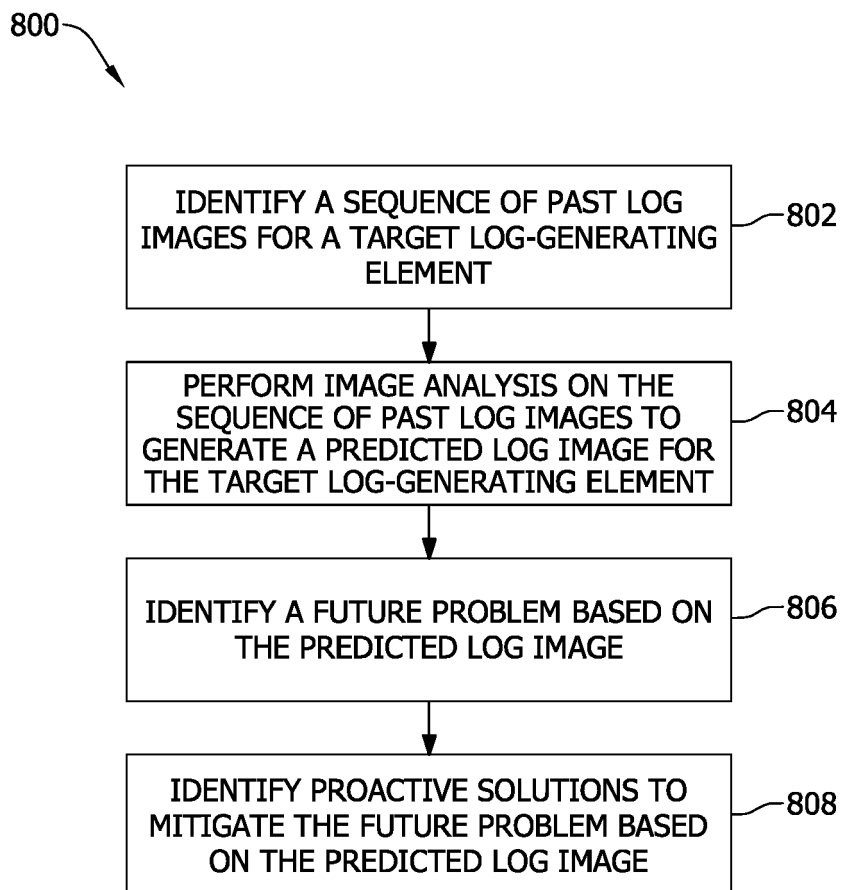 800
IDENTIFY A SEQUENCE OF PAST LOG
IMAGES FOR A TARGET LOG-GENERATING
ELEMENT
802
PERFORM IMAGE ANALYSIS ON THE
SEQUENCE OF PAST LOG IMAGES TO
GENERATE A PREDICTED LOG IMAGE FOR
THE TARGET LOG-GENERATING ELEMENT
804
IDENTIFY A FUTURE PROBLEM BASED ON
THE PREDICTED LOG IMAGE
806
IDENTIFY PROACTIVE SOLUTIONS TO
MITIGATE THE FUTURE PROBLEM BASED
ON THE PREDICTED LOG IMAGE
808